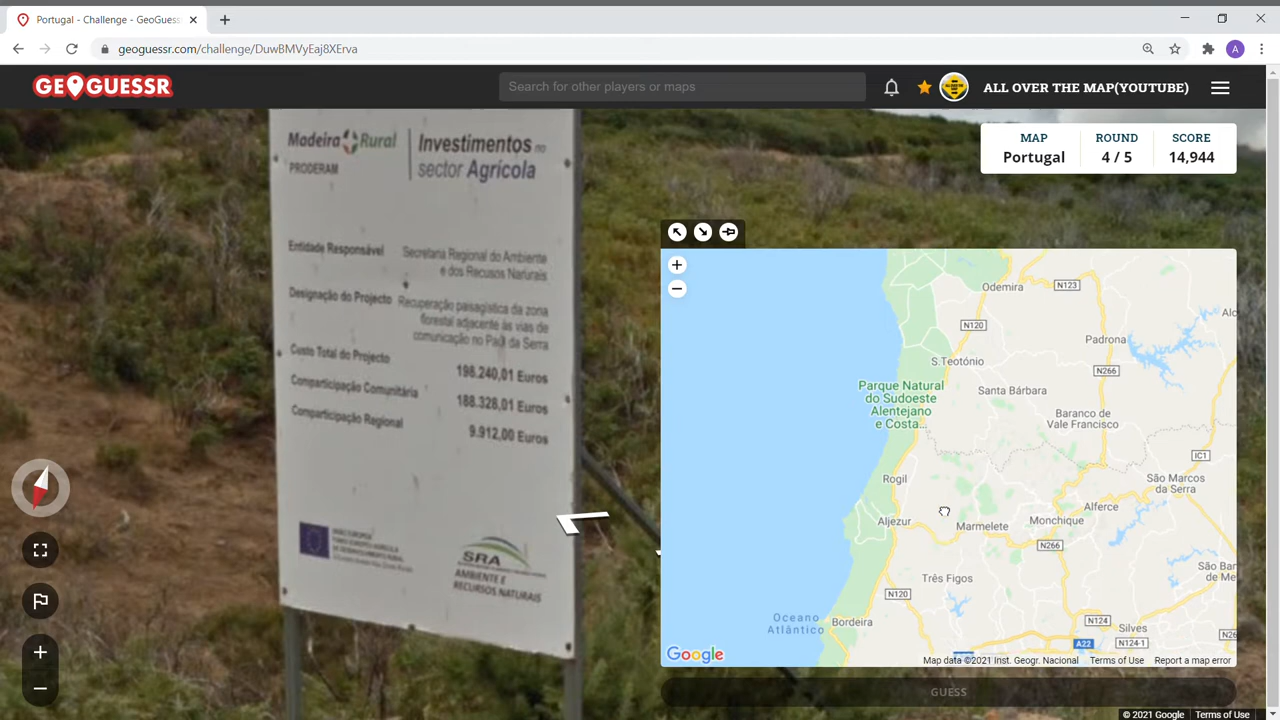 Portugal - Challenge - GeoGuess
geoguessr.com/challenge/DuwBMVyEaj8XErva
A
GEOGUESSR
Search for other players or maps
ALL OVER THE MAP(YOUTUBE)
MAP
ROUND
SCORE
Portugal
4 / 5
14,944
Madeira Rural
PRODERAM
Investimentos no
sector Agrícola
Entidade Responsável
Secretaria Regional do Ambiente
e dos Recusos Naturais
Designação do Projecto
Recuperação paisagística da zona
florestal adjacente às vias de
comunicação no Paúl da Serra
Custo Total do Projecto
198.240,01 Euros
Comparticipação Comunitária
188.328,01 Euros
Comparticipação Regional
9.912,00 Euros
SRA
AMBIENTE E
RECURSOS NATURAIS
Odemira
N123
N120
S.Teotónio
Padrona
N266
Santa Bárbara
Parque Natural
do Sudoeste
Alentejano
e Costa...
Baranco de
Vale Francisco
IC1
Rogil
São Marcos
da Serra
Aljezur
Marmelete
Alferce
Monchique
N266
São Ba
de Me
Três Figos
N120
Oceano
Atlântico
Bordeira
N124
Silves
N124-1
A22
N26
Alc
Google
Map data ©2021 Inst. Geogr. Nacional
Terms of Use
Report a map error
GUESS
© 2021 Google
Terms of Use